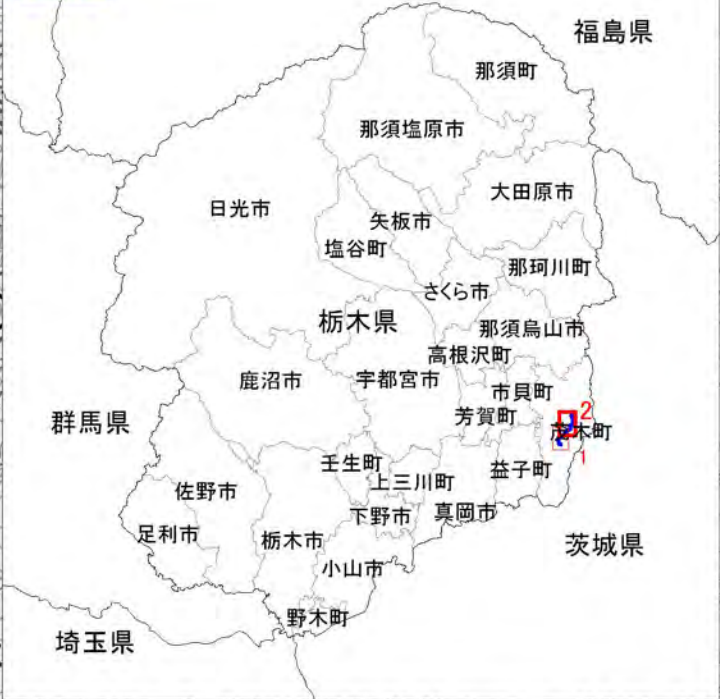 福島県
那須町
那須塩原市
大田原市
日光市
矢板市
塩谷町
那珂川町
さくら市
栃木県
那須烏山市
高根沢町
鹿沼市
宇都宮市
市貝町
群馬県
芳賀町
2
茂木町
1
壬生町
益子町
上三川町
佐野市
下野市
真岡市
足利市
栃木市
茨城県
小山市
野木町
埼玉県